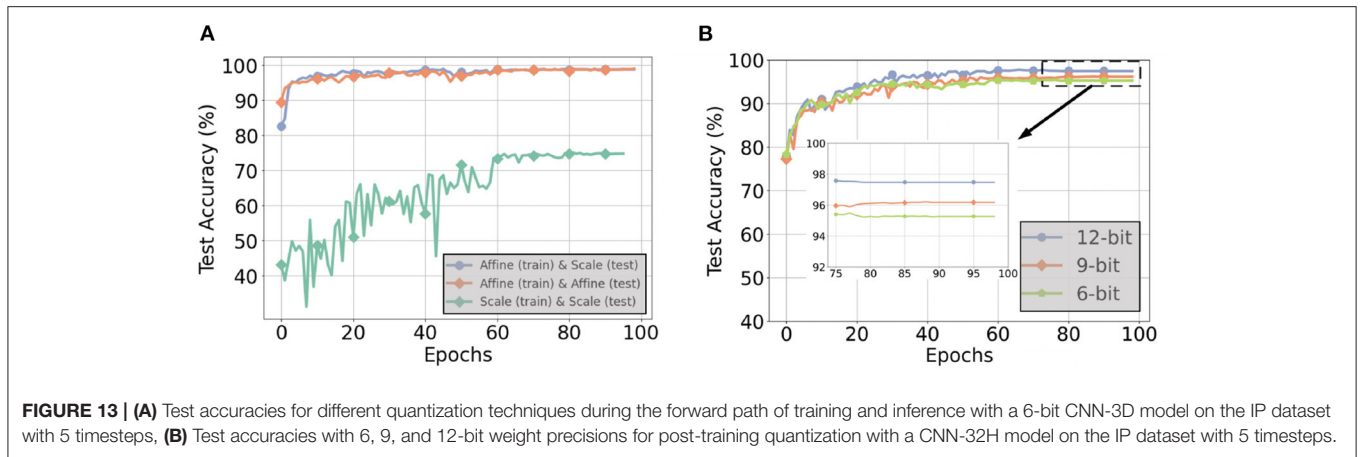 A
Test Accuracy (%)
100
90
80
70
60
50
40
0 20 40 60 80 100
Epochs
Affine (train) & Scale (test)
Affine (train) & Affine (test)
Scale (train) & Scale (test)
B
Test Accuracy (%)
100
90
80
70
60
50
40
0 20 40 60 80 100
Epochs
100
98
96
94
92
75 80 85 90 95 100
12-bit
9-bit
6-bit
FIGURE 13 | (A) Test accuracies for different quantization techniques during the forward path of training and inference with a 6-bit CNN-3D model on the IP dataset
with 5 timesteps, (B) Test accuracies with 6, 9, and 12-bit weight precisions for post-training quantization with a CNN-32H model on the IP dataset with 5 timesteps.